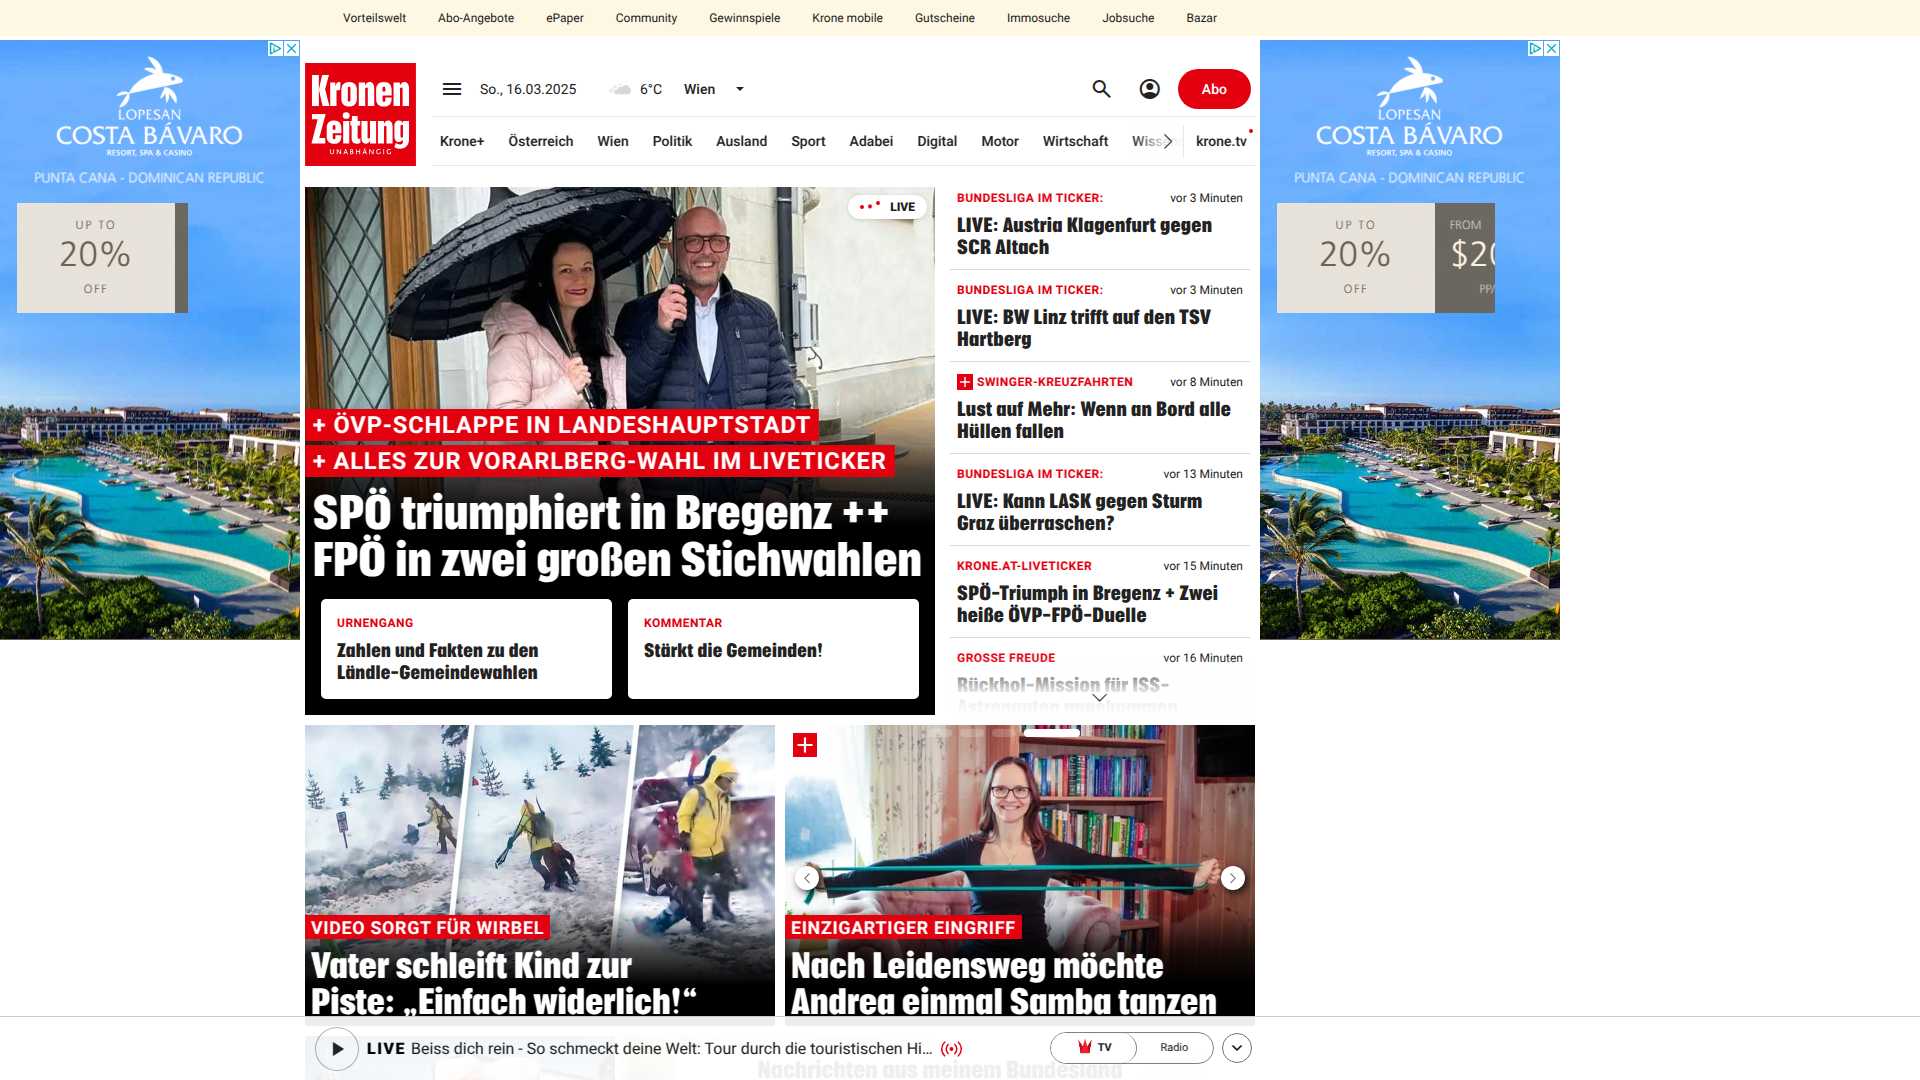 Vorteilswelt
Abo-Angebote
ePaper
Community
Gewinnspiele
Krone mobile
Gutscheine
Immosuche
Jobsuche
Bazar
LOPESAN
COSTA BÁVARO
RESORT, SPA & CASINO
PUNTA CANA - DOMINICAN REPUBLIC
UP TO
20%
OFF
Kronen
Zeitung
UNABHÄNGIG
So., 16.03.2025
6°C
Wien
Abo
Krone+
Österreich
Wien
Politik
Ausland
Sport
Adabei
Digital
Motor
Wirtschaft
krone.tv
LIVE
+ ÖVP-SCHLAPPE IN LANDESHAUPTSTADT
+ ALLES ZUR VORARLBERG-WAHL IM LIVETICKER
SPÖ triumphiert in Bregenz ++
FPÖ in zwei großen Stichwahlen
URNENGANG
Zahlen und Fakten zu den
Ländle-Gemeindewahlen
KOMMENTAR
Stärkt die Gemeinden!
BUNDESLIGA IM TICKER:
vor 3 Minuten
LIVE: Austria Klagenfurt gegen
SCR Altach
BUNDESLIGA IM TICKER:
vor 3 Minuten
LIVE: BW Linz trifft auf den TSV
Hartberg
SWINGER-KREUZFAHRTEN
vor 8 Minuten
Lust auf Mehr: Wenn an Bord alle
Hüllen fallen
BUNDESLIGA IM TICKER:
vor 13 Minuten
LIVE: Kann LASK gegen Sturm
Graz überraschen?
KRONE.AT-LIVETICKER
vor 15 Minuten
SPÖ-Triumph in Bregenz + Zwei
heiße ÖVP-FPÖ-Duelle
GROSSE FREUDE
vor 16 Minuten
Rückhol-Mission für ISS-
Astronauten angekommen
LOPESAN
COSTA BÁVARO
RESORT, SPA & CASINO
PUNTA CANA - DOMINICAN REPUBLIC
UP TO
20%
OFF
FROM
VIDEO SORGT FÜR WIRBEL
Vater schleift Kind zur
Piste: „Einfach widerlich!“
EINZIGARTIGER EINGRIFF
Nach Leidensweg möchte
Andrea einmal Samba tanzen
LIVE Beiss dich rein - So schmeckt deine Welt: Tour durch die touristischen Hi...
TV
Radio
Nachrichten aus meinem Bundesland